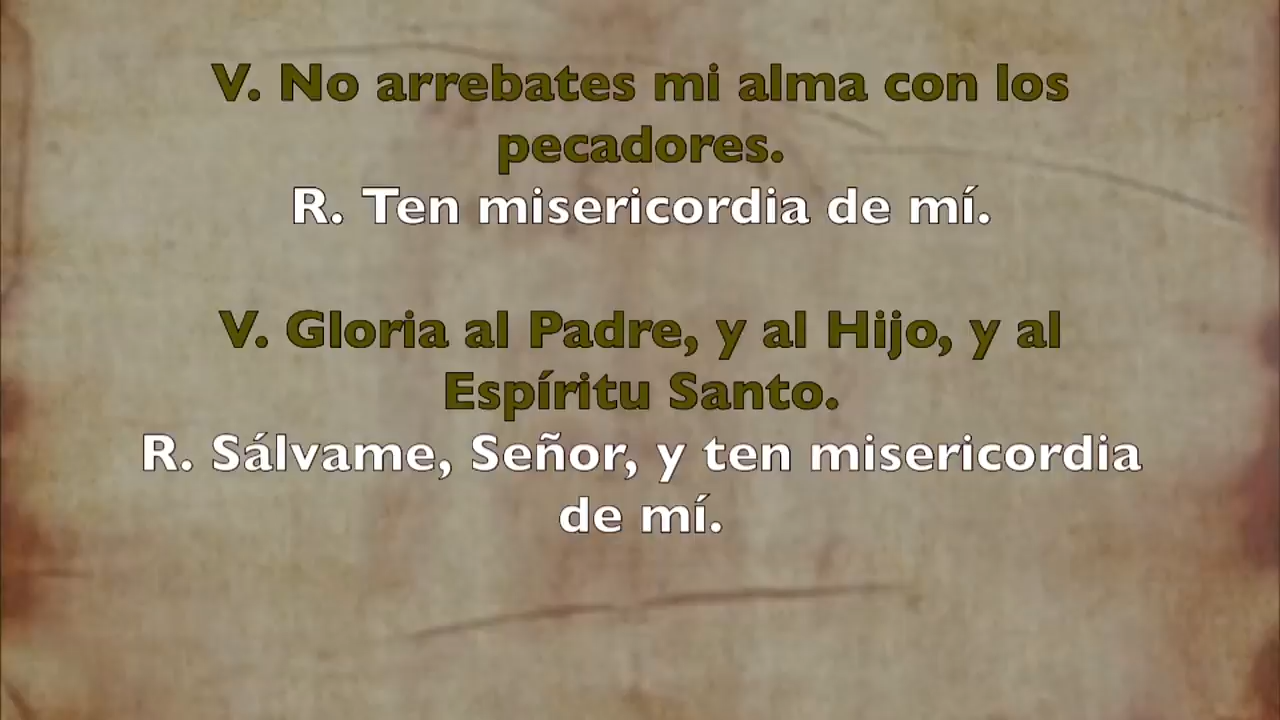 V. No arrebates mi alma con los
pecadores.
R. Ten misericordia de mí.
V. Gloria al Padre, y al Hijo, y al
Espíritu Santo.
R. Sálvame, Señor, y ten misericordia
de mí.